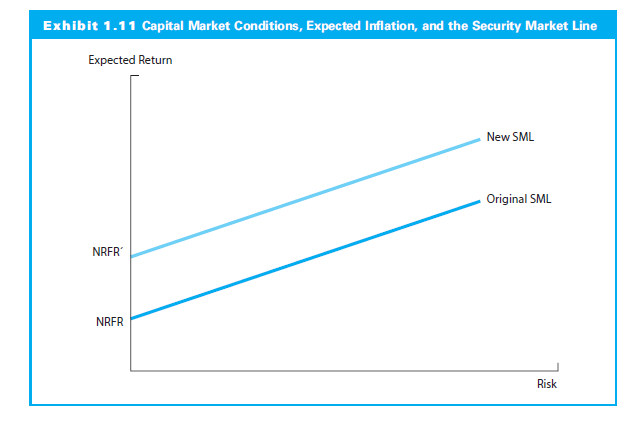 Exhibit 1.11 Capital Market Conditions, Expected Inflation, and the Security Market Line
Expected Return
New SML
Original SML
NRFR′
NRFR
Risk